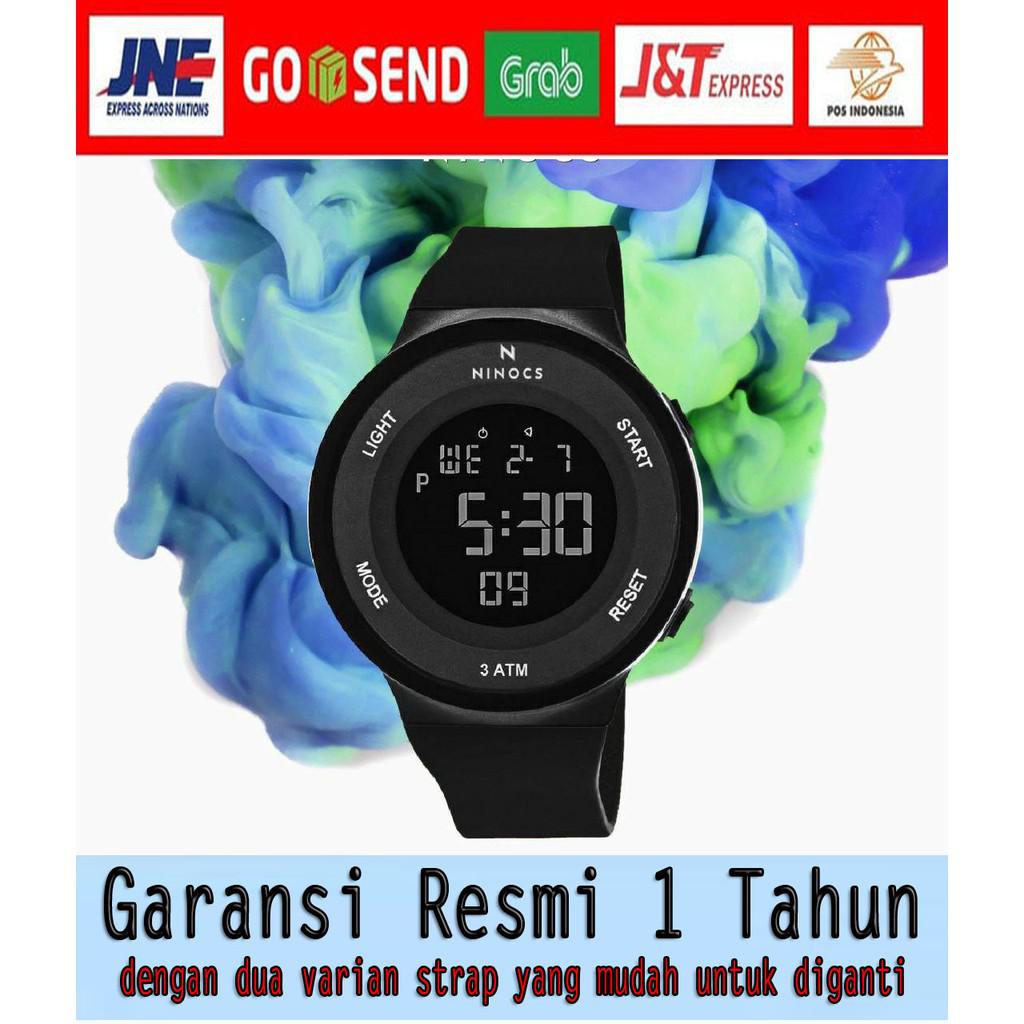 JNE
EXPRESS ACROSS NATIONS
GO SEND
Grab
J&T EXPRESS
POS INDONESIA
N
NINOCS
LIGHT
START
WE 2- 7
P
5:30
09
MODE
RESET
3 ATM
Garansi Resmi 1 Tahun
dengan dua varian strap yang mudah untuk diganti